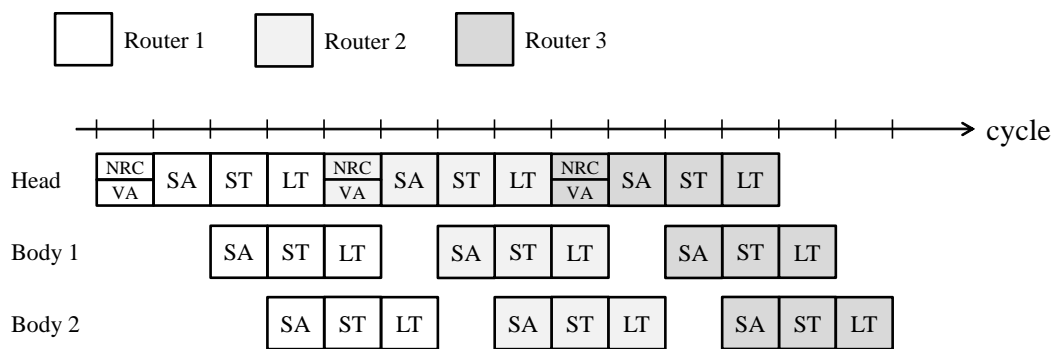 Router 1 Router 2 Router 3
cycle
Head NRC VA SA ST LT NRC VA SA ST LT NRC VA SA ST LT
Body 1 SA ST LT SA ST LT SA ST LT
Body 2 SA ST LT SA ST LT SA ST LT